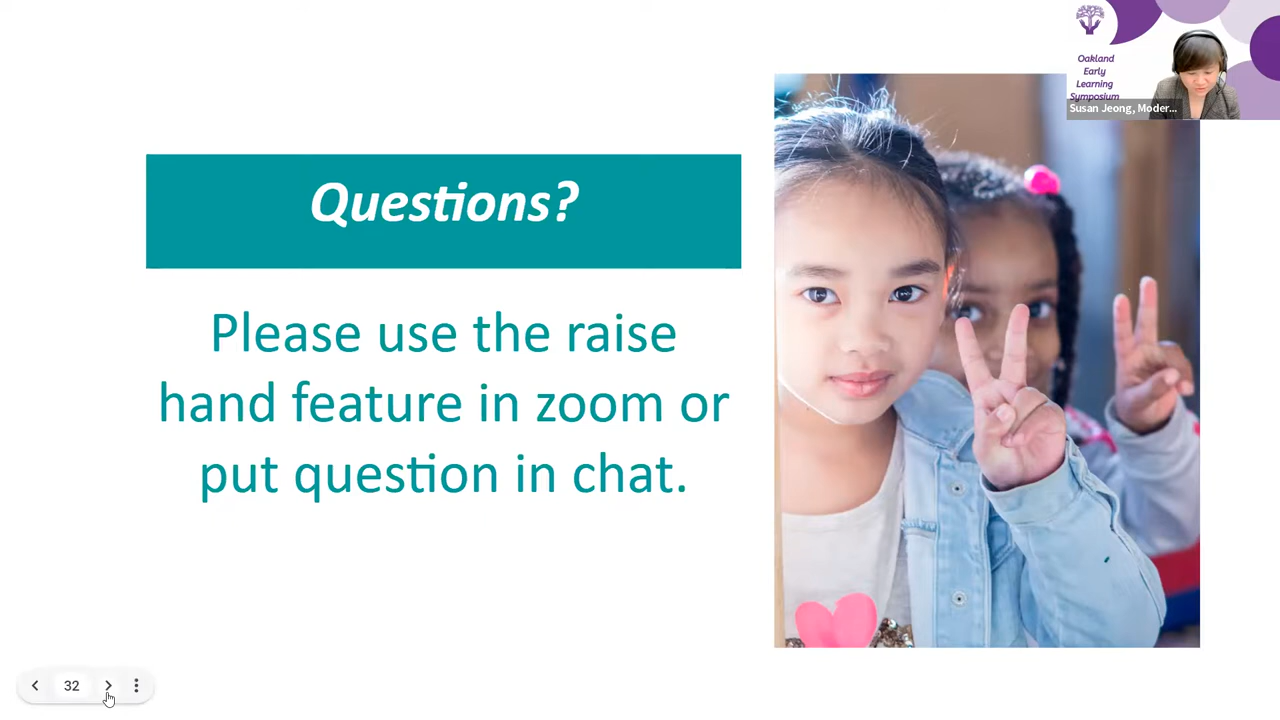 Questions?
Please use the raise
hand feature in zoom or
put question in chat.
Oakland
Early
Learning
Symposium
Susan Jeong, Moder...
32